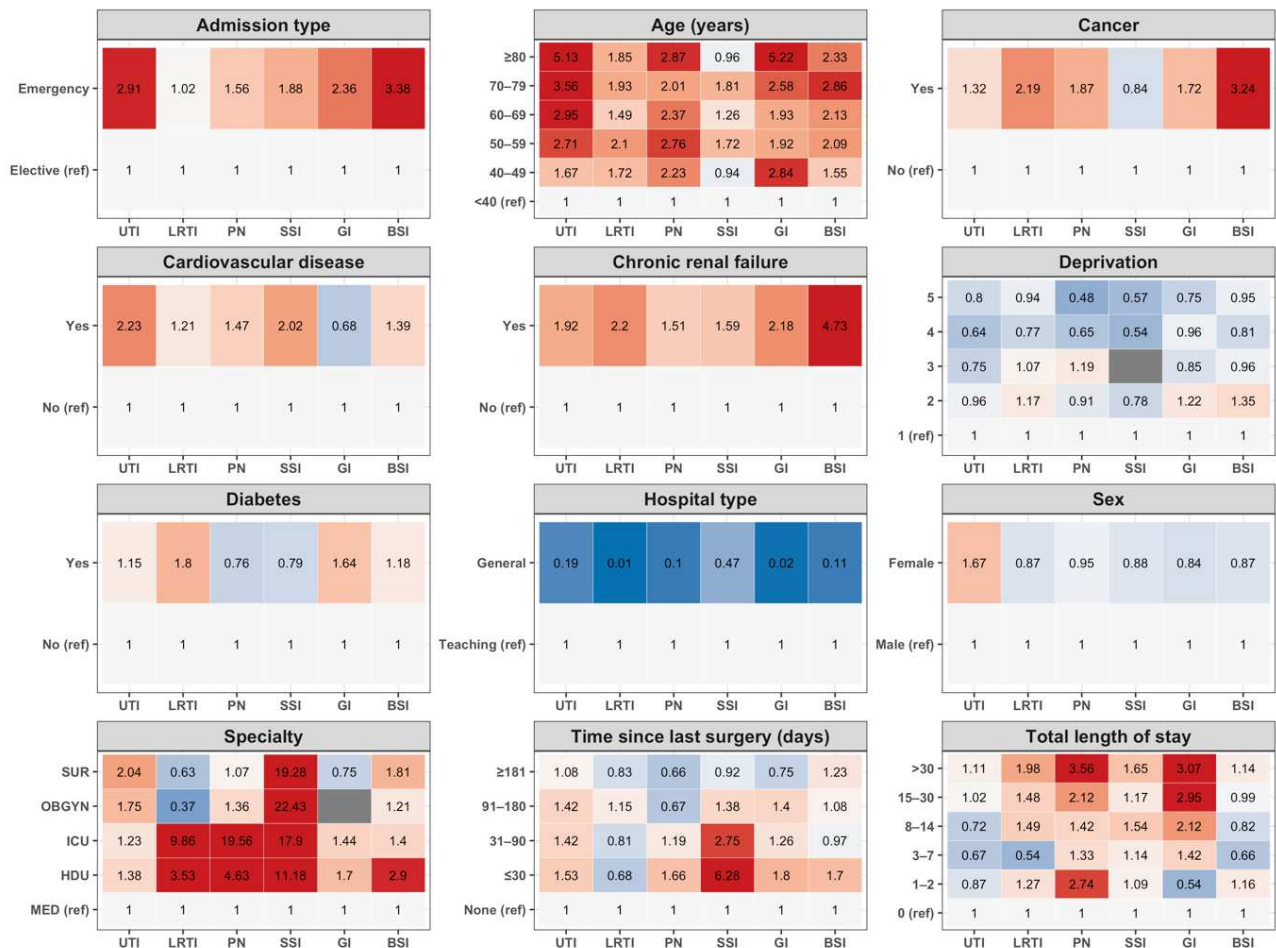 Admission type
Emergency 2.91 1.02 1.56 1.88 2.36 3.38
Elective (ref) 1 1 1 1 1 1
UTI LRTI PN SSI GI BSI
Age (years)
≥80 5.13 1.85 2.87 0.96 5.22 2.33
70–79 3.56 1.93 2.01 1.81 2.58 2.86
60–69 2.95 1.49 2.37 1.26 1.93 2.13
50–59 2.71 2.1 2.76 1.72 1.92 2.09
40–49 1.67 1.72 2.23 0.94 2.84 1.55
<40 (ref) 1 1 1 1 1 1
UTI LRTI PN SSI GI BSI
Cancer
Yes 1.32 2.19 1.87 0.84 1.72 3.24
No (ref) 1 1 1 1 1 1
UTI LRTI PN SSI GI BSI
Cardiovascular disease
Yes 2.23 1.21 1.47 2.02 0.68 1.39
No (ref) 1 1 1 1 1 1
UTI LRTI PN SSI GI BSI
Chronic renal failure
Yes 1.92 2.2 1.51 1.59 2.18 4.73
No (ref) 1 1 1 1 1 1
UTI LRTI PN SSI GI BSI
Deprivation
5 0.8 0.94 0.48 0.57 0.75 0.95
4 0.64 0.77 0.65 0.54 0.96 0.81
3 0.75 1.07 1.19 0.85 0.96
2 0.96 1.17 0.91 0.78 1.22 1.35
1 (ref) 1 1 1 1 1 1
UTI LRTI PN SSI GI BSI
Diabetes
Yes 1.15 1.8 0.76 0.79 1.64 1.18
No (ref) 1 1 1 1 1 1
UTI LRTI PN SSI GI BSI
Hospital type
General 0.19 0.01 0.1 0.47 0.02 0.11
Teaching (ref) 1 1 1 1 1 1
UTI LRTI PN SSI GI BSI
Sex
Female 1.67 0.87 0.95 0.88 0.84 0.87
Male (ref) 1 1 1 1 1 1
UTI LRTI PN SSI GI BSI
Specialty
SUR 2.04 0.63 1.07 19.28 0.75 1.81
OBGYN 1.75 0.37 1.36 22.43 1.21
ICU 1.23 9.86 19.56 17.9 1.44 1.4
HDU 1.38 3.53 4.63 11.18 1.7 2.9
MED (ref) 1 1 1 1 1 1
UTI LRTI PN SSI GI BSI
Time since last surgery (days)
≥181 1.08 0.83 0.66 0.92 0.75 1.23
91–180 1.42 1.15 0.67 1.38 1.4 1.08
31–90 1.42 0.81 1.19 2.75 1.26 0.97
≤30 1.53 0.68 1.66 6.28 1.8 1.7
None (ref) 1 1 1 1 1 1
UTI LRTI PN SSI GI BSI
Total length of stay
>30 1.11 1.98 3.56 1.65 3.07 1.14
15–30 1.02 1.48 2.12 1.17 2.95 0.99
8–14 0.72 1.49 1.42 1.54 2.12 0.82
3–7 0.67 0.54 1.33 1.14 1.42 0.66
1–2 0.87 1.27 2.74 1.09 0.54 1.16
0 (ref) 1 1 1 1 1 1
UTI LRTI PN SSI GI BSI